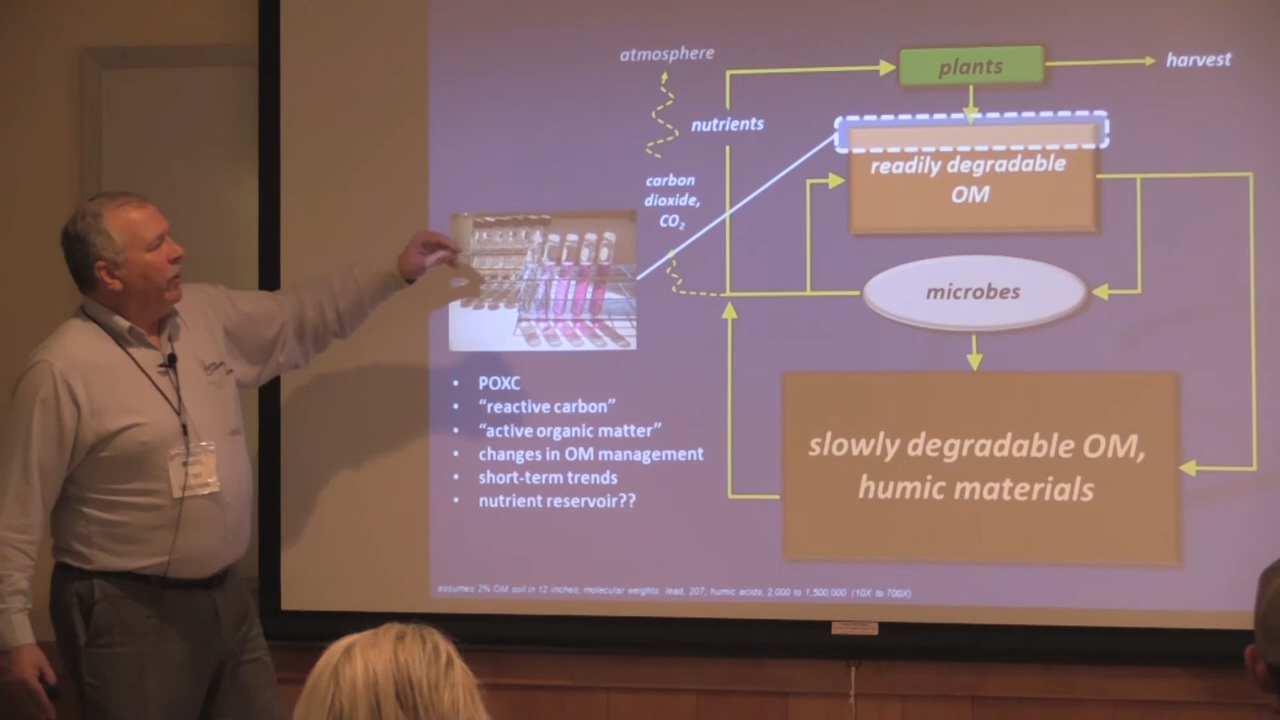 atmosphere
plants
harvest
nutrients
readily degradable
OM
carbon
dioxide,
CO₂
microbes
• POXC
• “reactive carbon”
• “active organic matter”
• changes in OM management
• short-term trends
• nutrient reservoir??
slowly degradable OM,
humic materials
assumes 2% OM soil in 12 inches; molecular weights: lead, 207; humic acids, 2,000 to 1,500,000 (10X to 700X)